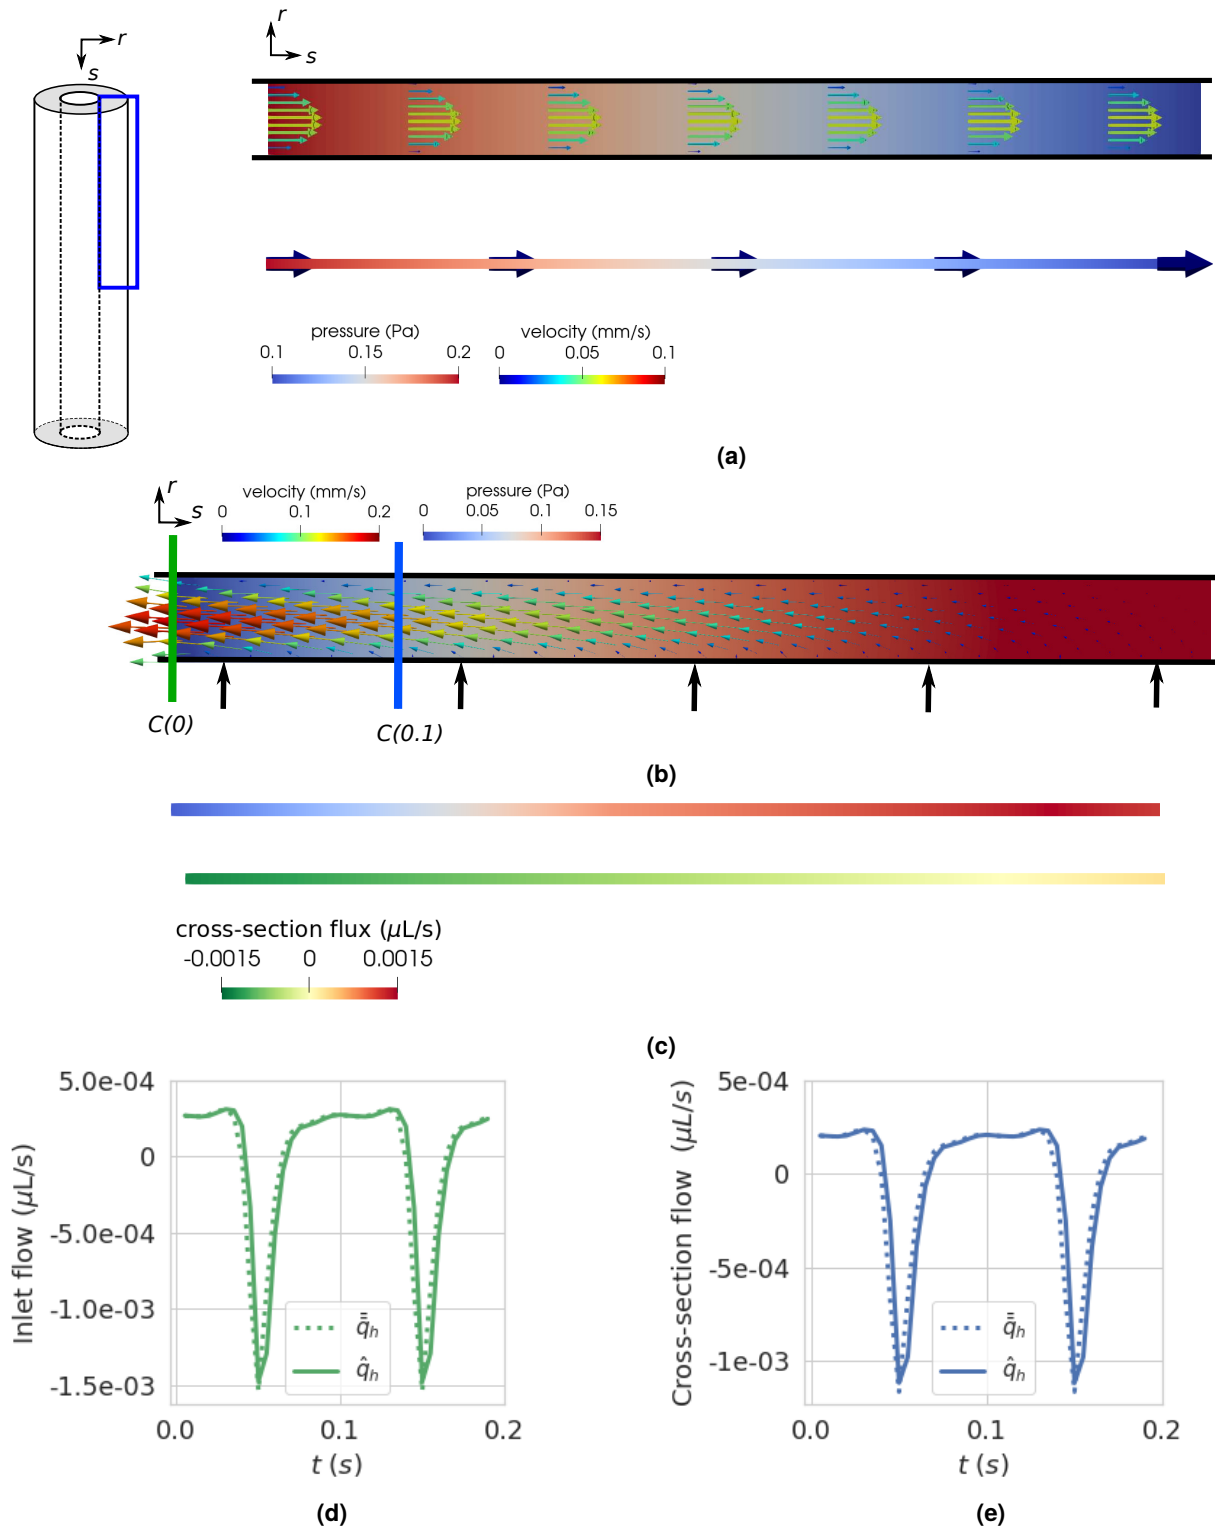 r
s
r
s
pressure (Pa)
0.1 0.15 0.2
velocity (mm/s)
0 0.05 0.1
(a)
r
s
velocity (mm/s)
0 0.1 0.2
pressure (Pa)
0 0.05 0.1 0.15
C(0)
C(0.1)
(b)
cross-section flux (μL/s)
-0.0015 0 0.0015
(c)
Inlet flow (μL/s)
5.0e-04
0
-5.0e-04
-1.0e-03
-1.5e-03
0.0 0.1 0.2
t (s)
q̿ₕ
q̂ₕ
(d)
Cross-section flow (μL/s)
5e-04
0
-5e-04
-1e-03
0.0 0.1 0.2
t (s)
q̿ₕ
q̂ₕ
(e)